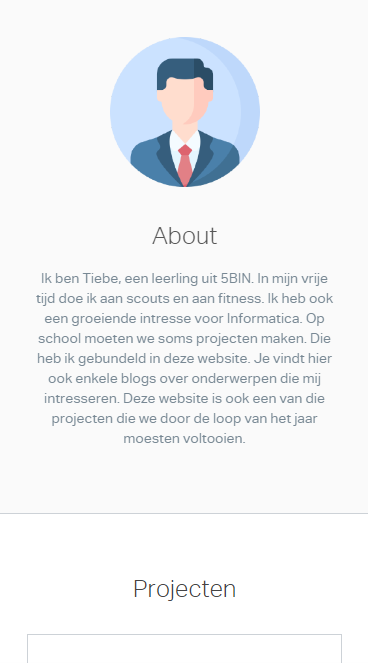 About
Ik ben Tiebe, een leerling uit 5BIN. In mijn vrije
tijd doe ik aan scouts en aan fitness. Ik heb ook
een groeiende intresse voor Informatica. Op
school moeten we soms projecten maken. Die
heb ik gebundeld in deze website. Je vindt hier
ook enkele blogs over onderwerpen die mij
intresseren. Deze website is ook een van die
projecten die we door de loop van het jaar
moesten voltooien.
Projecten